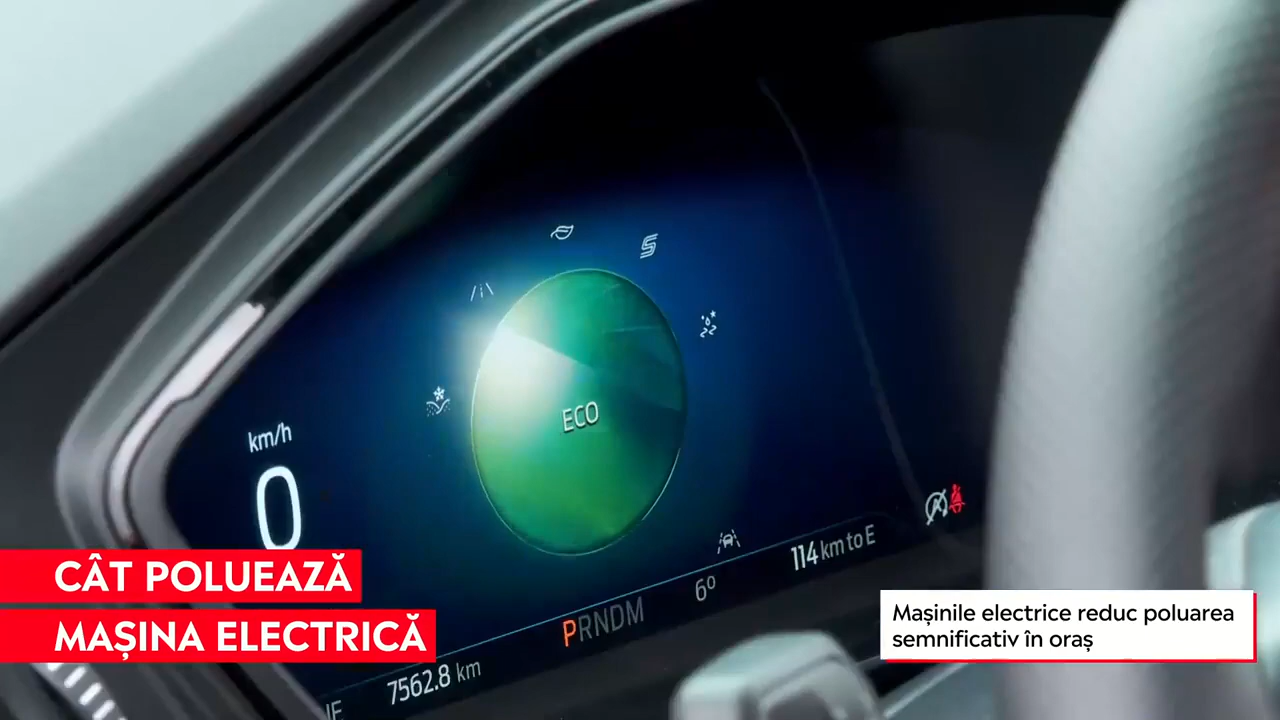 ECO
km/h
0
114 km to E
6º
PRNDM
7562.8 km
CÂT POLUEAZĂ
MAȘINA ELECTRICĂ
Mașinile electrice reduc poluarea
semnificativ în oraș